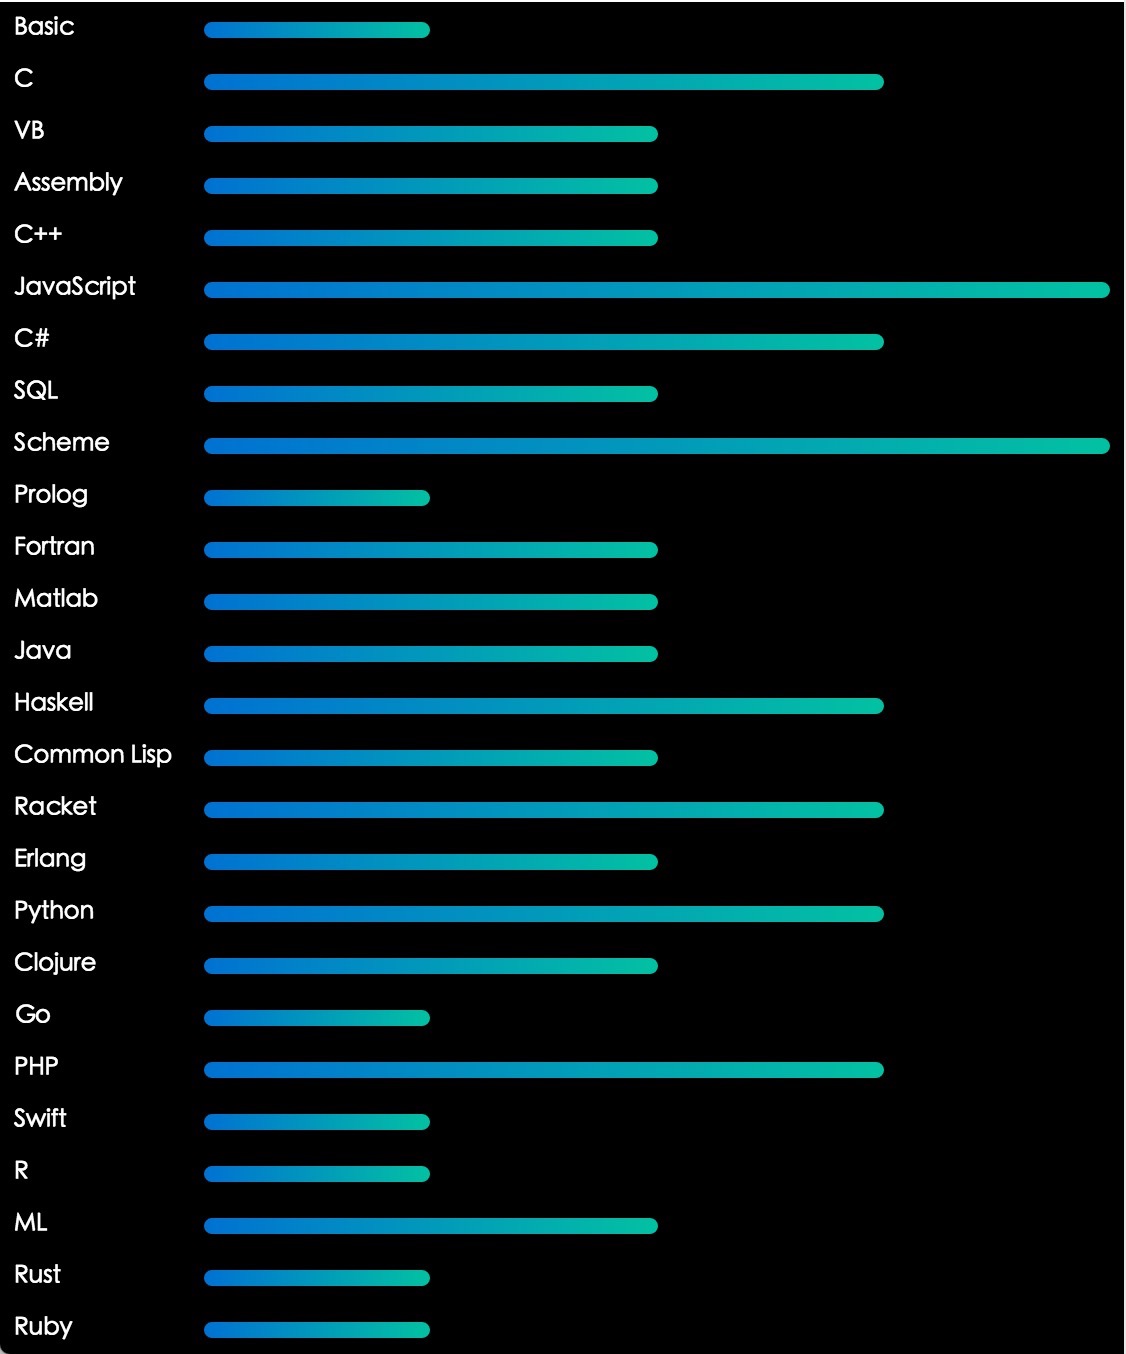 Basic
C
VB
Assembly
C++
JavaScript
C#
SQL
Scheme
Prolog
Fortran
Matlab
Java
Haskell
Common Lisp
Racket
Erlang
Python
Clojure
Go
PHP
Swift
R
ML
Rust
Ruby